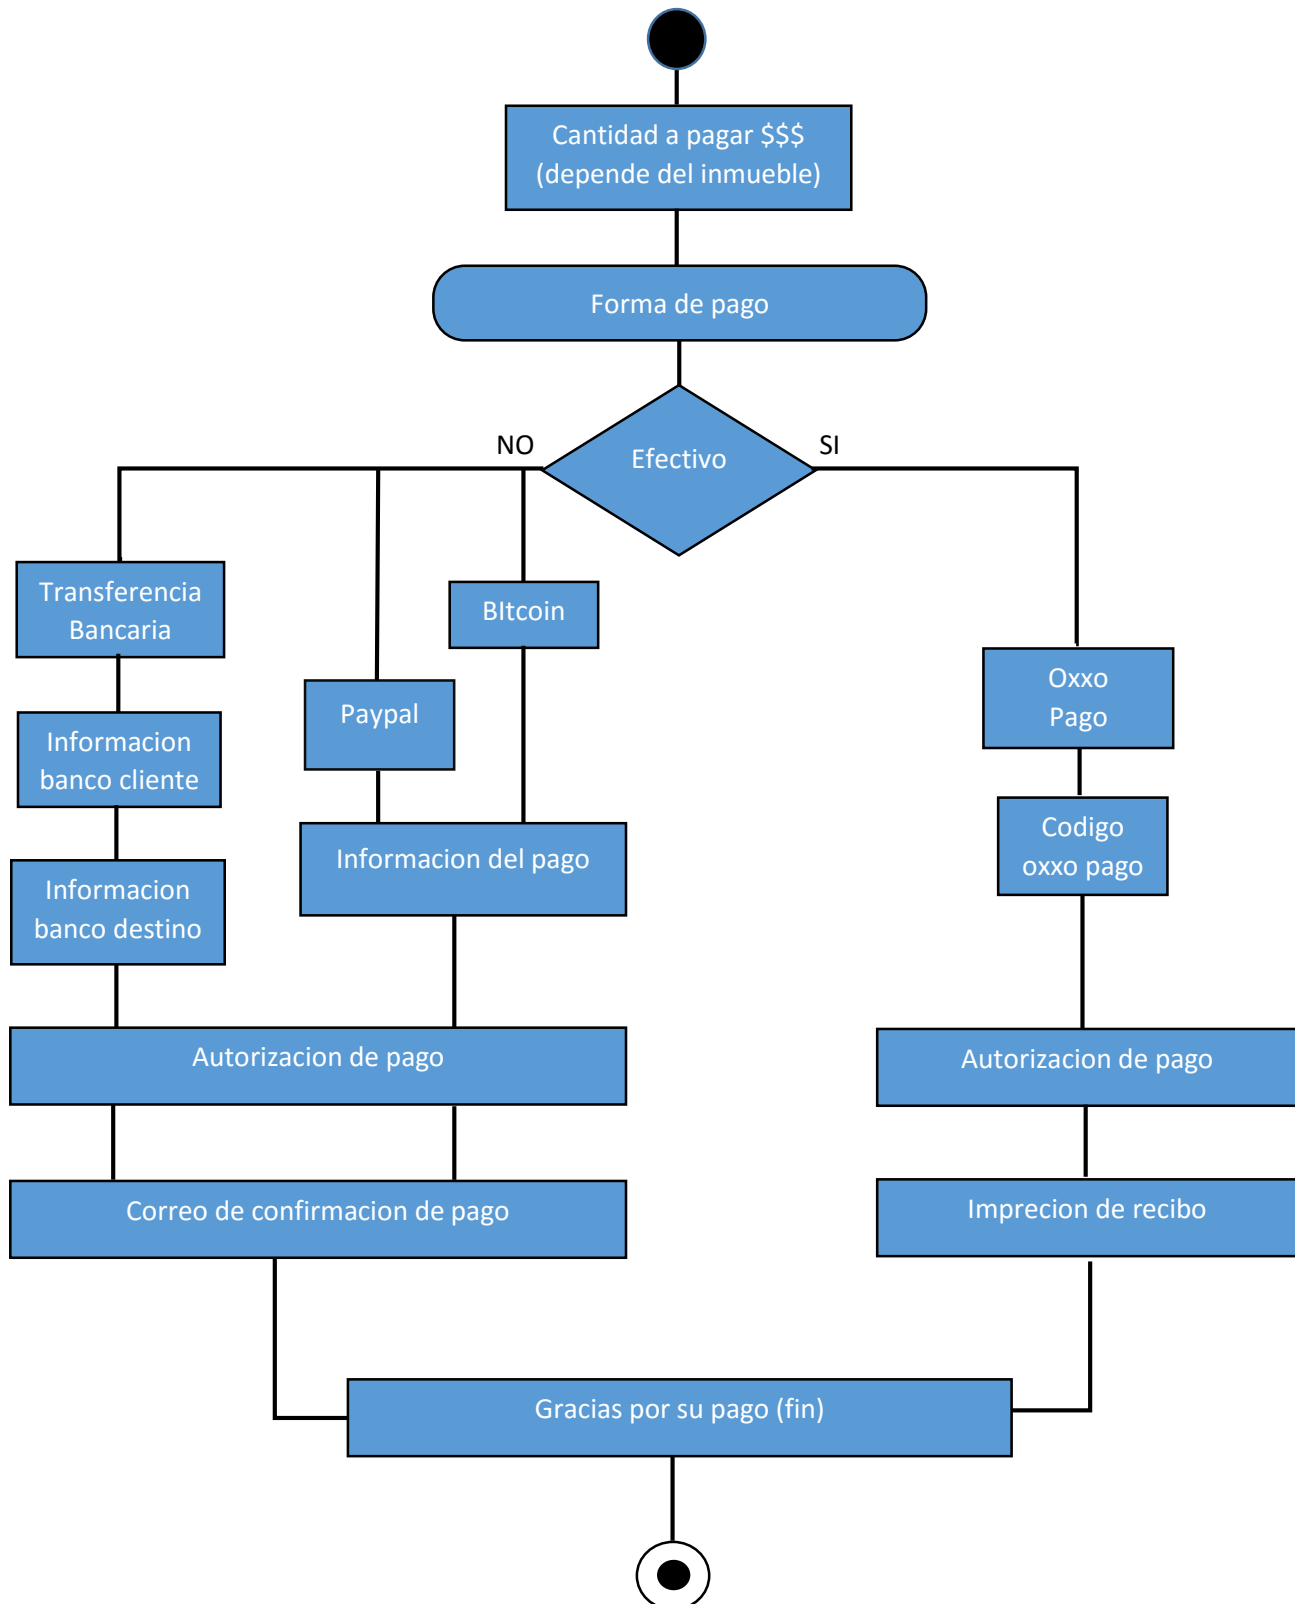 Cantidad a pagar $$$
(depende del inmueble)
Forma de pago
NO
SI
Efectivo
Transferencia
Bancaria
BItcoin
Paypal
Oxxo
Pago
Informacion
banco cliente
Codigo
oxxo pago
Informacion del pago
Informacion
banco destino
Autorizacion de pago
Autorizacion de pago
Correo de confirmacion de pago
Imprecion de recibo
Gracias por su pago (fin)